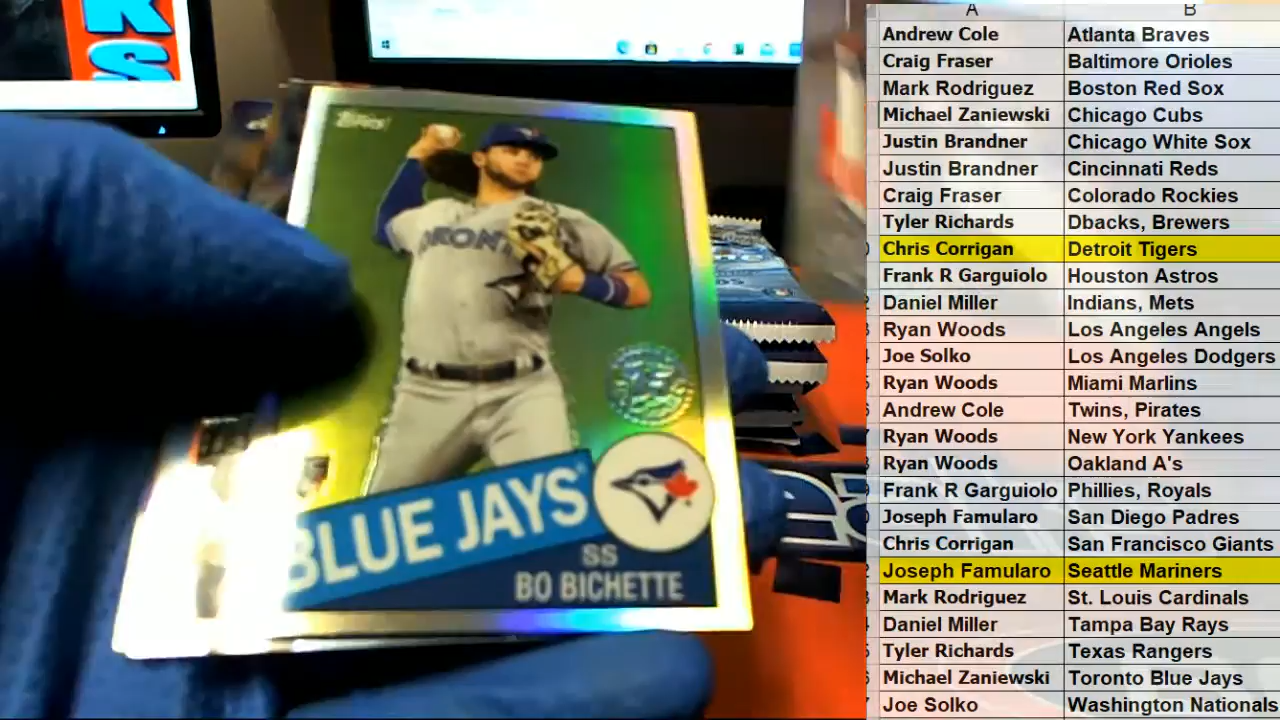 KS
Topps
TORONTO
BLUE JAYS
SS
BO BICHETTE
A B
Andrew Cole Atlanta Braves
Craig Fraser Baltimore Orioles
Mark Rodriguez Boston Red Sox
Michael Zaniewski Chicago Cubs
Justin Brandner Chicago White Sox
Justin Brandner Cincinnati Reds
Craig Fraser Colorado Rockies
Tyler Richards Dbacks, Brewers
Chris Corrigan Detroit Tigers
Frank R Garguiolo Houston Astros
Daniel Miller Indians, Mets
Ryan Woods Los Angeles Angels
Joe Solko Los Angeles Dodgers
Ryan Woods Miami Marlins
Andrew Cole Twins, Pirates
Ryan Woods New York Yankees
Ryan Woods Oakland A's
Frank R Garguiolo Phillies, Royals
Joseph Famularo San Diego Padres
Chris Corrigan San Francisco Giants
Joseph Famularo Seattle Mariners
Mark Rodriguez St. Louis Cardinals
Daniel Miller Tampa Bay Rays
Tyler Richards Texas Rangers
Michael Zaniewski Toronto Blue Jays
Joe Solko Washington Nationals